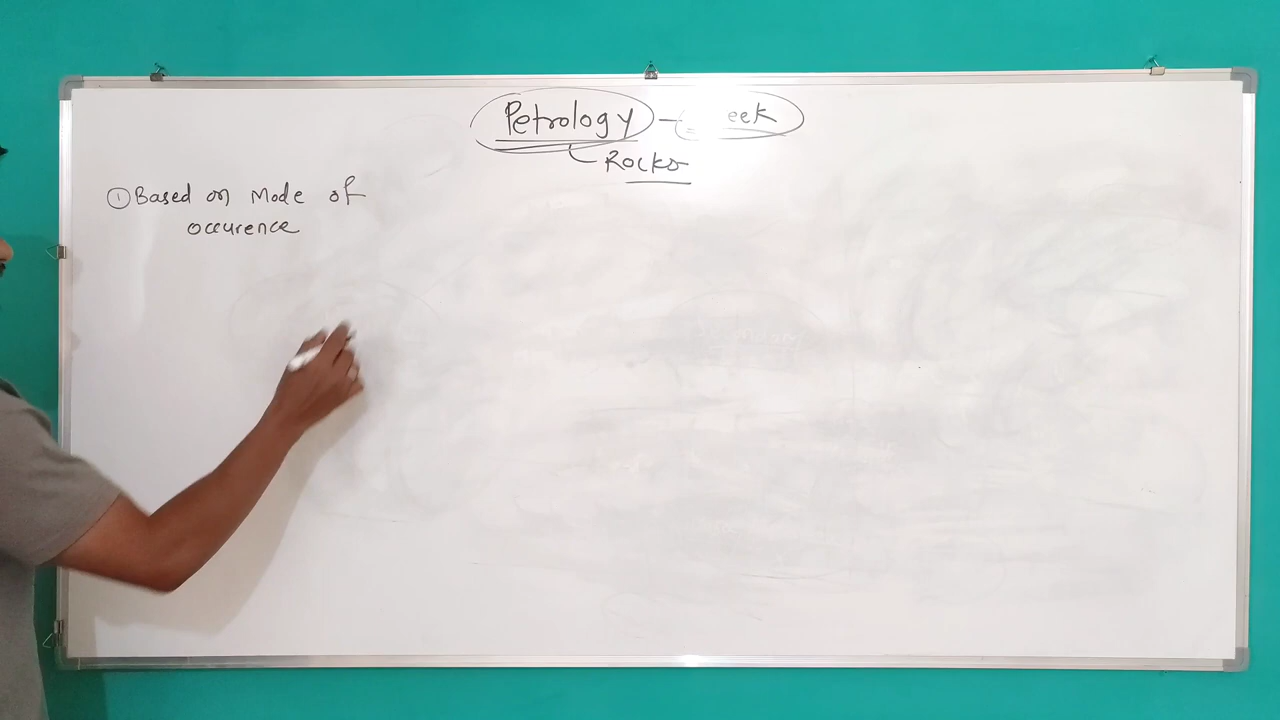 Petrology – eek
Rocks
① Based on Mode of
occurence